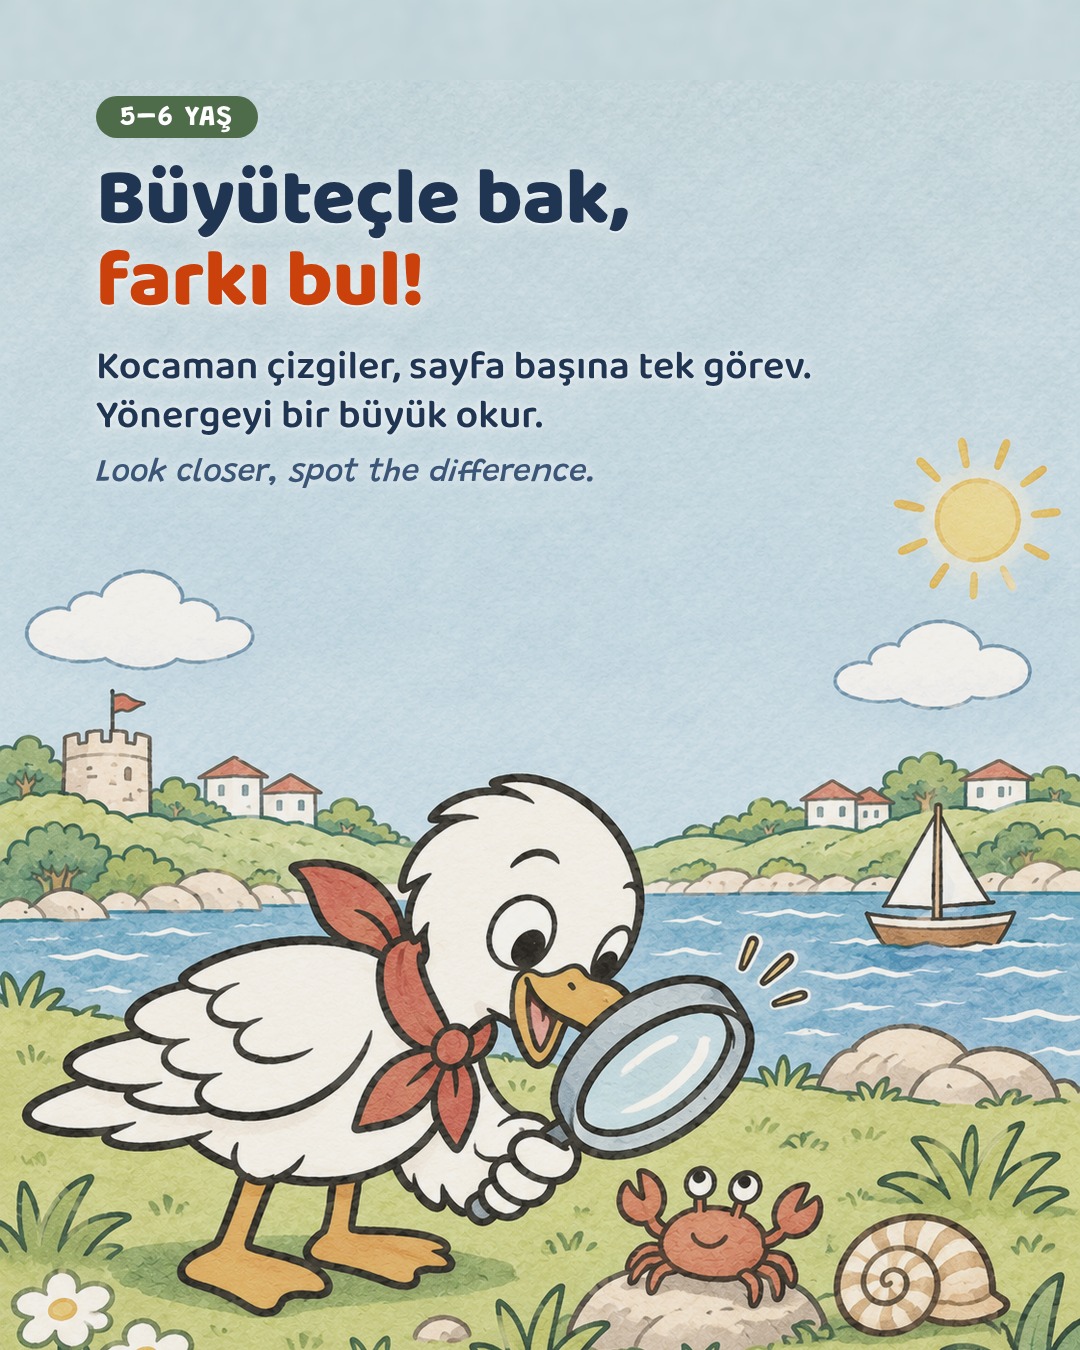 5–6 YAŞ
Büyüteçle bak,
farkı bul!
Kocaman çizgiler, sayfa başına tek görev.
Yönergeyi bir büyük okur.
Look closer, spot the difference.